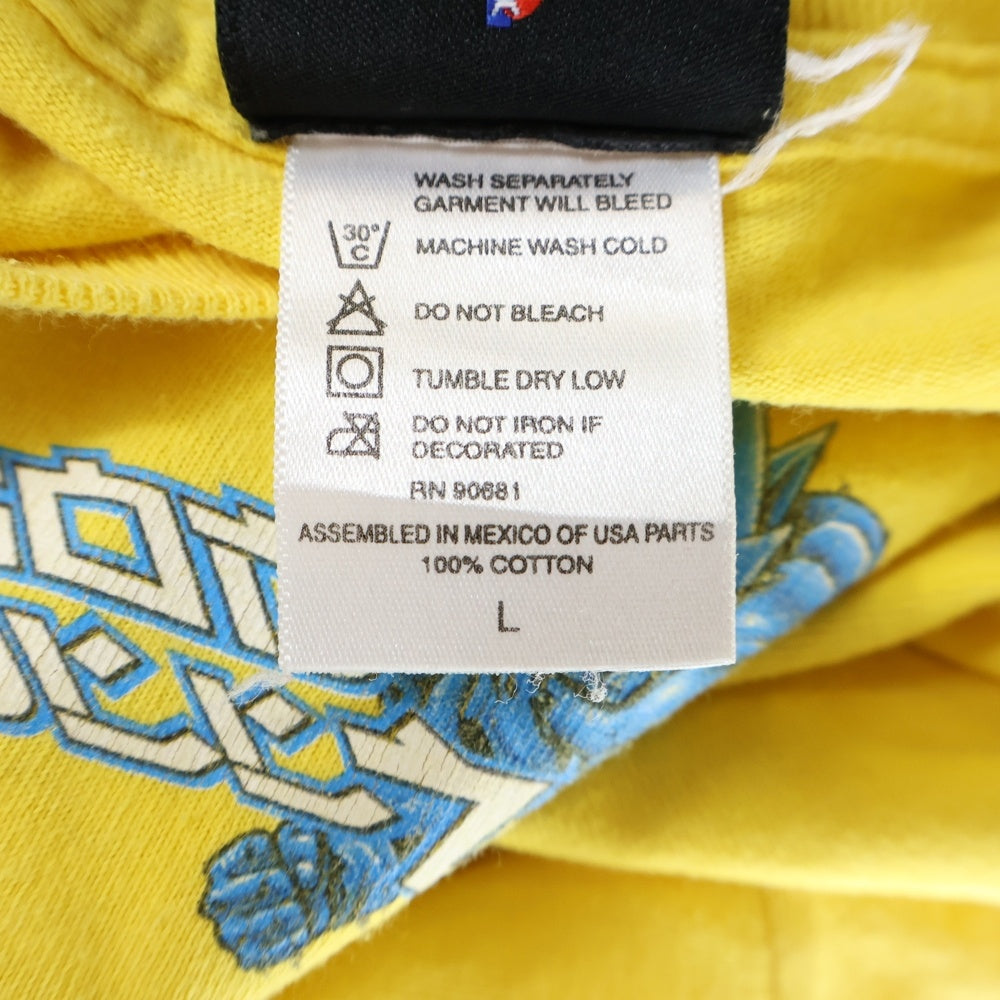 WASH SEPARATELY
GARMENT WILL BLEED
30°
C
MACHINE WASH COLD
DO NOT BLEACH
TUMBLE DRY LOW
DO NOT IRON IF
DECORATED
RN 90681
ASSEMBLED IN MEXICO OF USA PARTS
100% COTTON
L